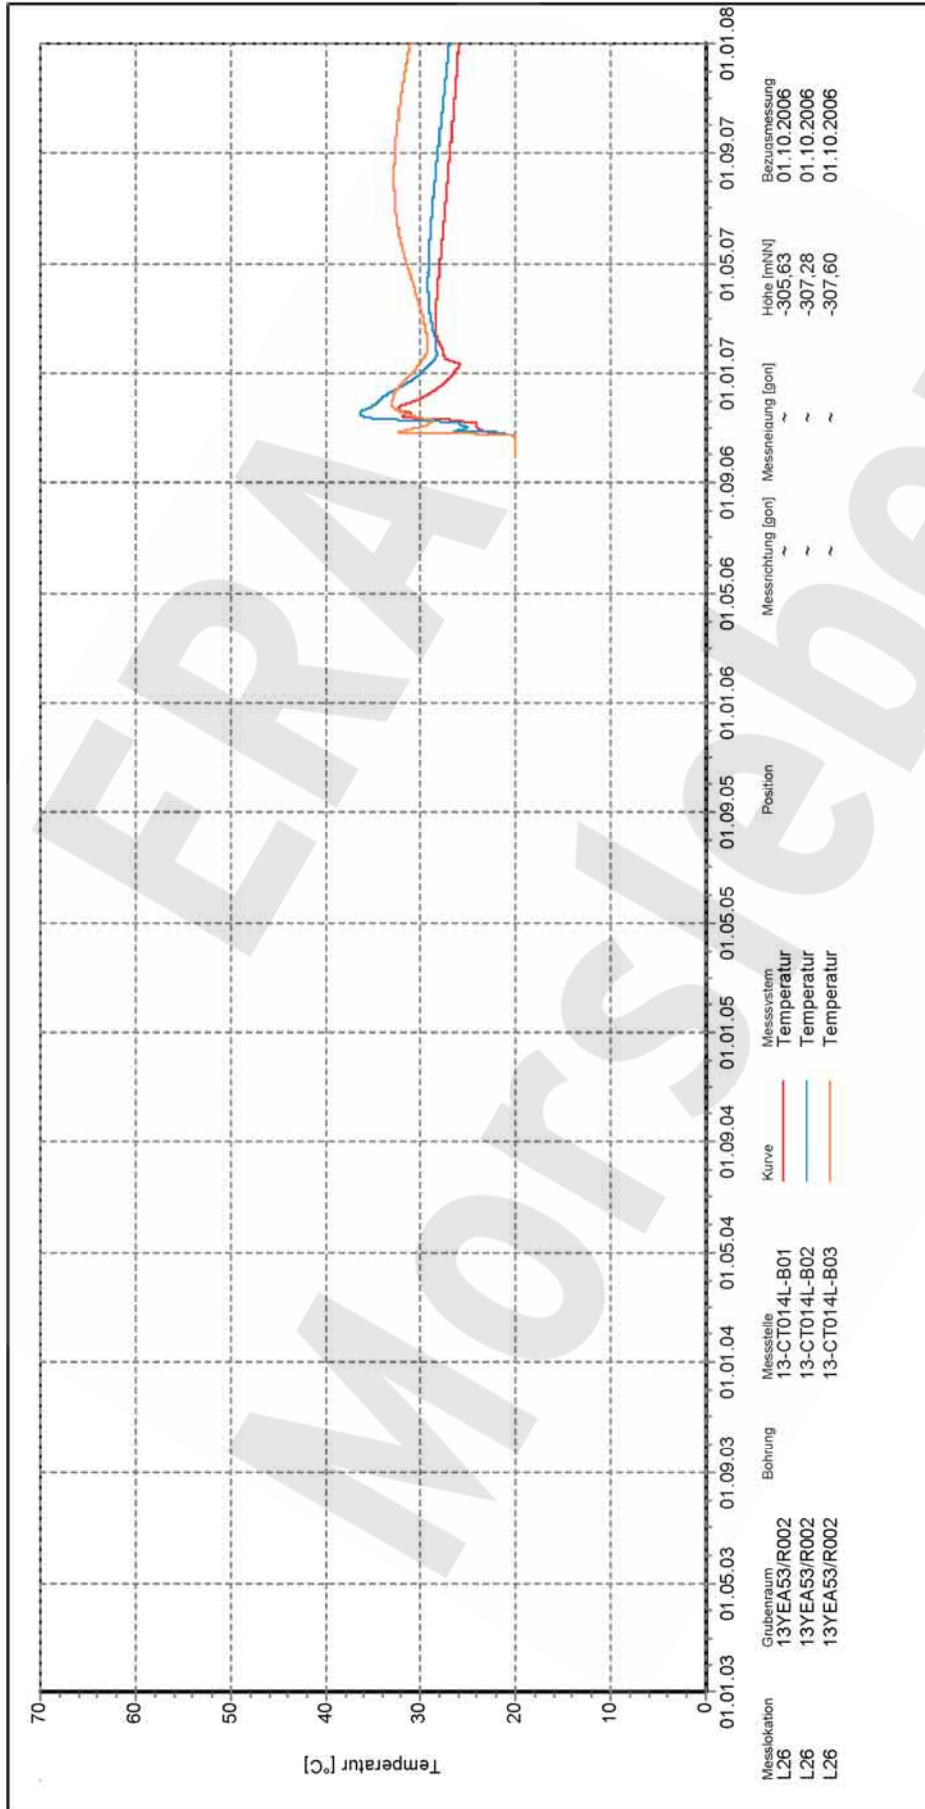 Temperatur [°C]
70
60
50
40
30
20
10
0
01.01.03 01.05.03 01.09.03 01.01.04 01.05.04 01.09.04 01.01.05 01.05.05 01.09.05 01.01.06 01.05.06 01.09.06 01.01.07 01.05.07 01.09.07 01.01.08
Messlokation Grubenraum Bohrung Messstelle Kurve Messsystem Position Messrichtung [gon] Messneigung [gon] Höhe [mNN] Bezugsmessung
L26 13YEA53/R002 13-CT014L-B01 Temperatur ~ ~ -305,63 01.10.2006
L26 13YEA53/R002 13-CT014L-B02 Temperatur ~ ~ -307,28 01.10.2006
L26 13YEA53/R002 13-CT014L-B03 Temperatur ~ ~ -307,60 01.10.2006
ERA